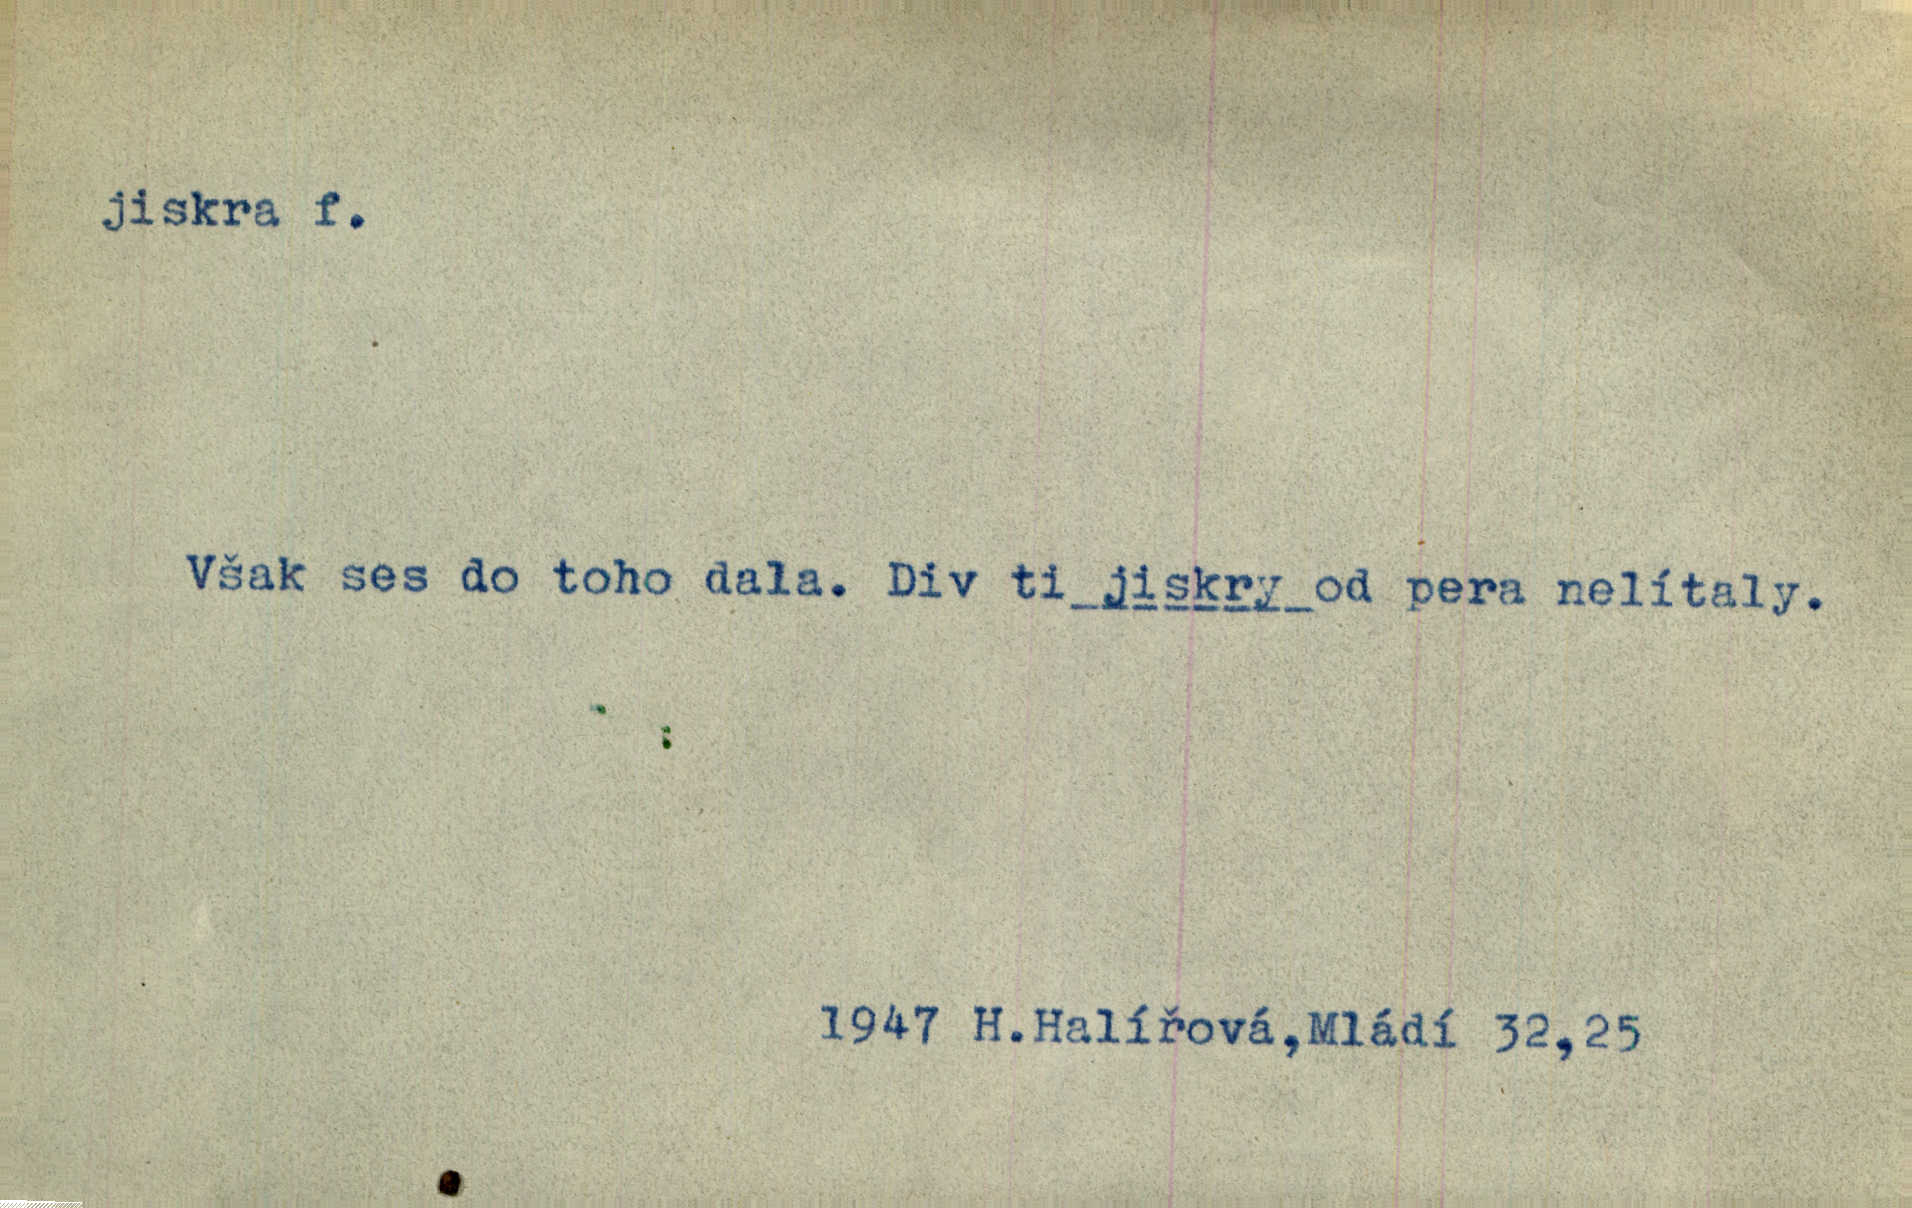 jiskra f.
Však ses do toho dala. Div ti jiskry od pera nelítaly.
1947 H.Halířová,Mládí 32,25